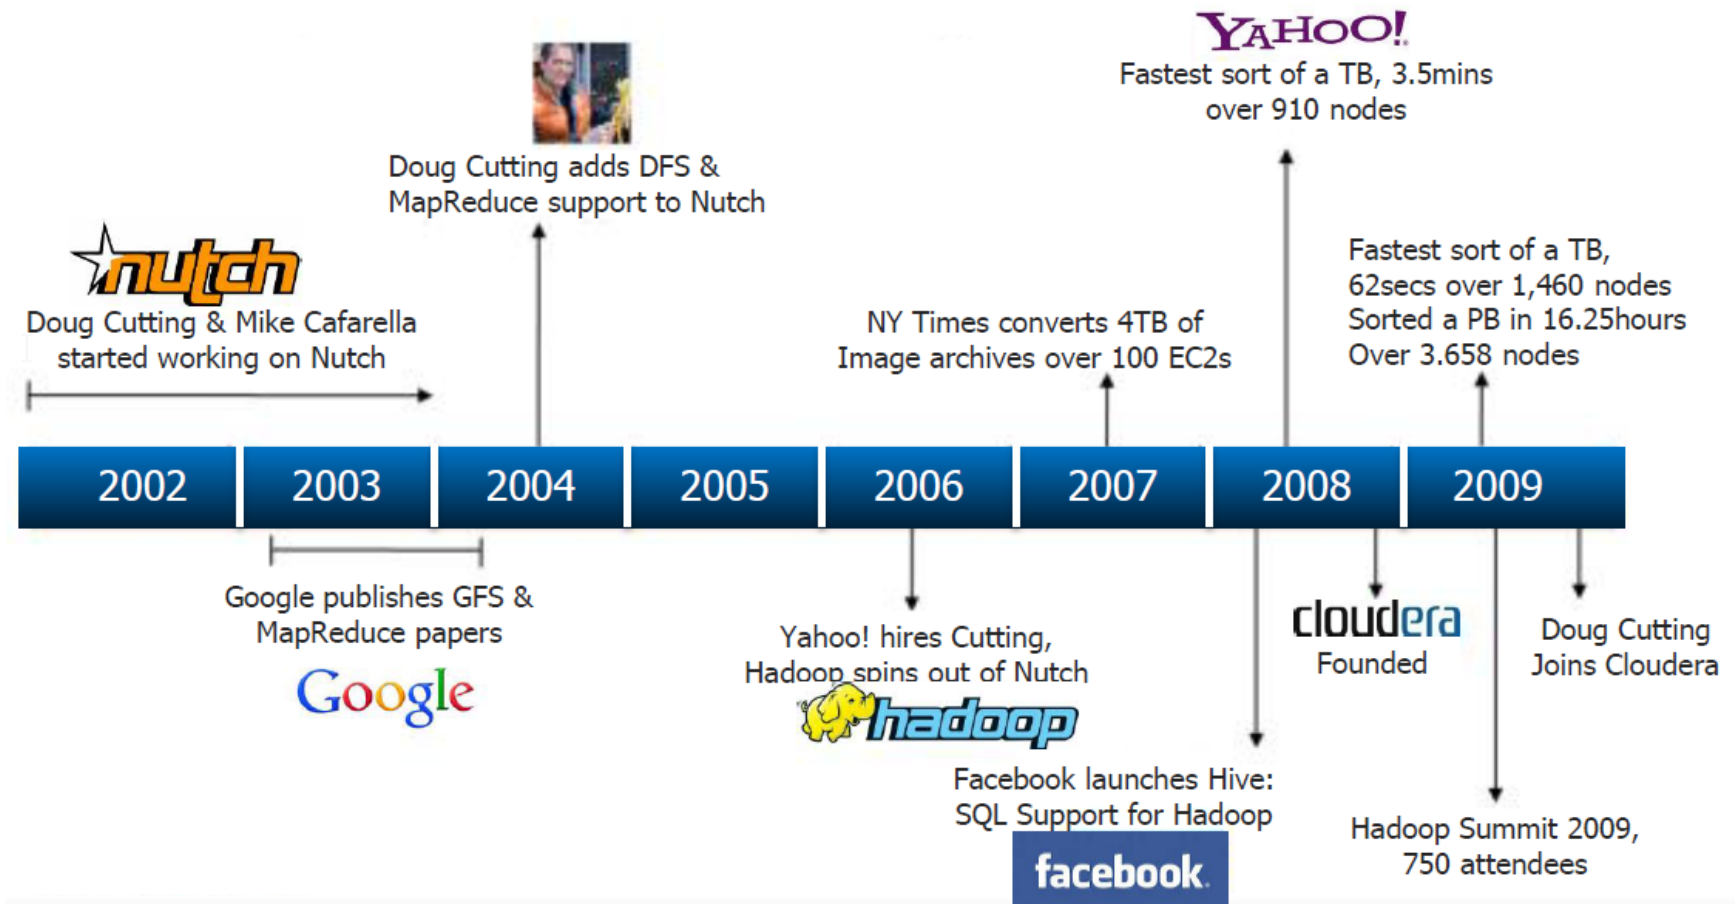 YAHOO!
Fastest sort of a TB, 3.5mins
over 910 nodes
Doug Cutting adds DFS &
MapReduce support to Nutch
nutch
Doug Cutting & Mike Cafarella
started working on Nutch
NY Times converts 4TB of
Image archives over 100 EC2s
Fastest sort of a TB,
62secs over 1,460 nodes
Sorted a PB in 16.25hours
Over 3.658 nodes
2002
2003
2004
2005
2006
2007
2008
2009
Google publishes GFS &
MapReduce papers
Google
Yahoo! hires Cutting,
Hadoop spins out of Nutch
hadoop
Facebook launches Hive:
SQL Support for Hadoop
facebook.
cloudera
Founded
Doug Cutting
Joins Cloudera
Hadoop Summit 2009,
750 attendees